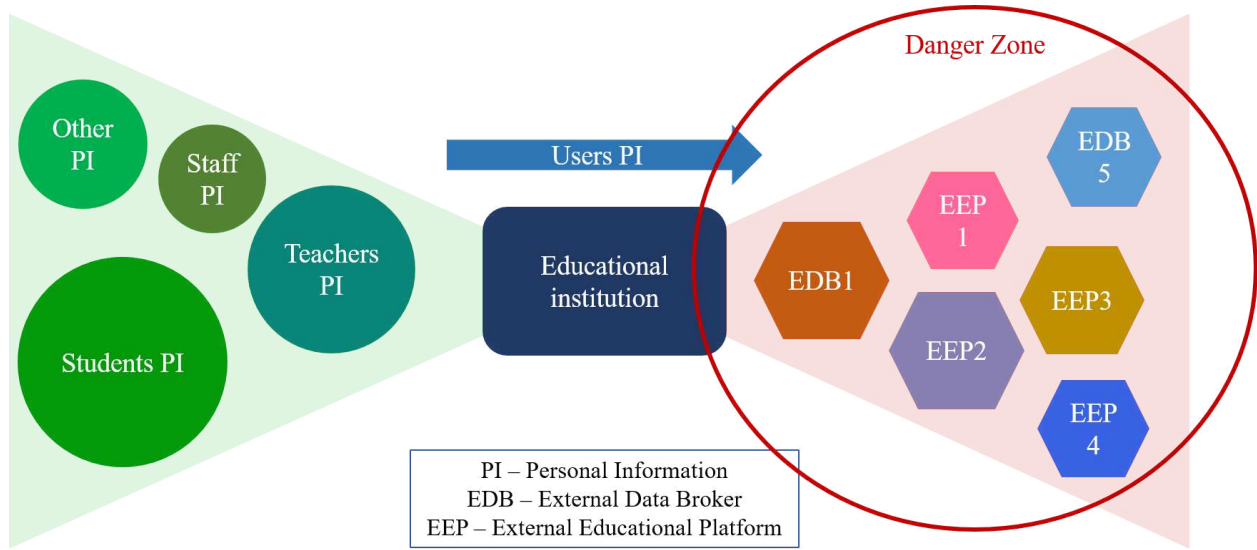 Danger Zone
Other
PI
Staff
PI
Teachers
PI
Students PI
Users PI
Educational
institution
EDB1
EEP
1
EEP2
EDB
5
EEP3
EEP
4
PI – Personal Information
EDB – External Data Broker
EEP – External Educational Platform